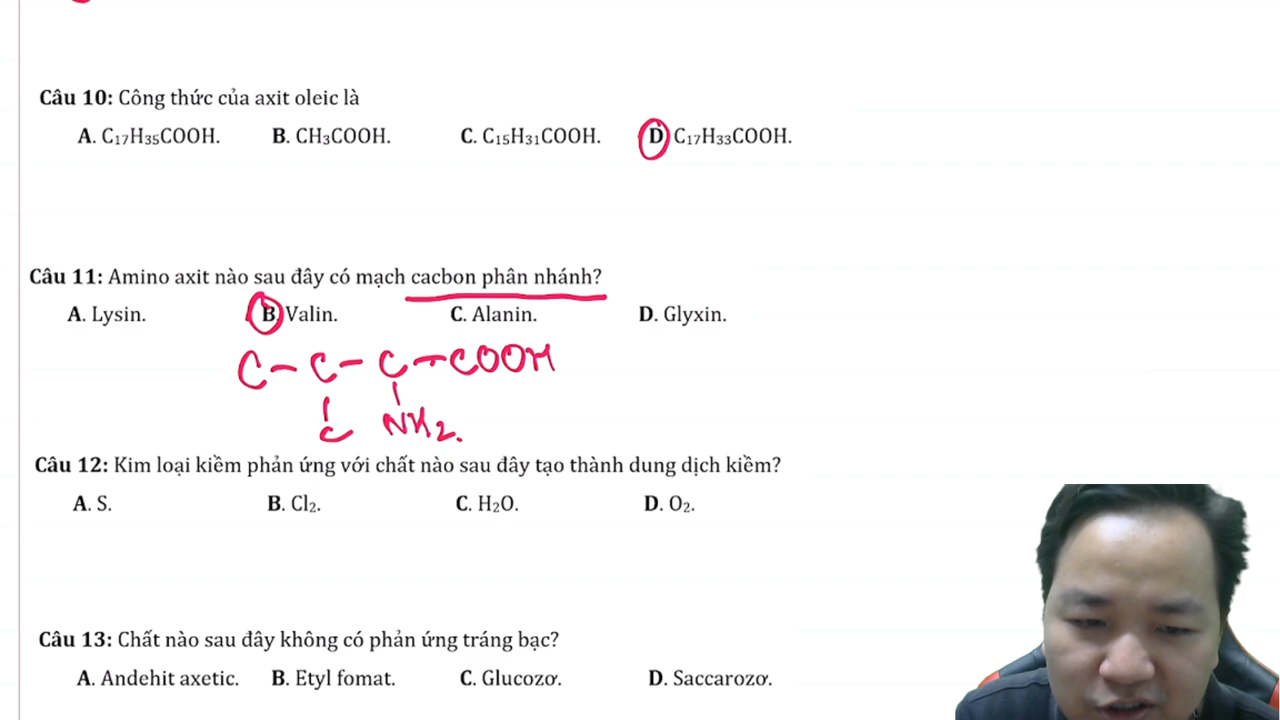 Câu 10: Công thức của axit oleic là
A. C₁₇H₃₅COOH. B. CH₃COOH. C. C₁₅H₃₁COOH. D C₁₇H₃₃COOH.
Câu 11: Amino axit nào sau đây có mạch cacbon phân nhánh?
A. Lysin. B. Valin. C. Alanin. D. Glyxin.
C - C - C - COOH
C NH2.
Câu 12: Kim loại kiềm phản ứng với chất nào sau đây tạo thành dung dịch kiềm?
A. S. B. Cl₂. C. H₂O. D. O₂.
Câu 13: Chất nào sau đây không có phản ứng tráng bạc?
A. Andehit axetic. B. Etyl fomat. C. Glucozơ. D. Saccarozơ.